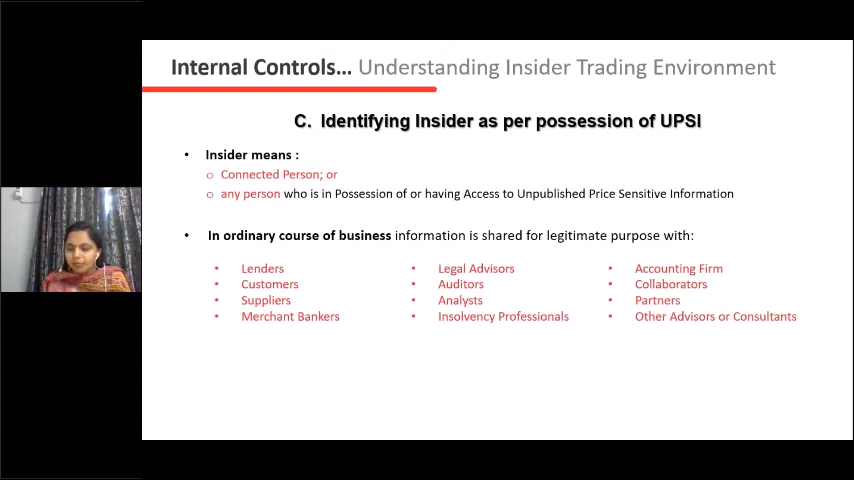 Internal Controls... Understanding Insider Trading Environment
C. Identifying Insider as per possession of UPSI
• Insider means :
o Connected Person; or
o any person who is in Possession of or having Access to Unpublished Price Sensitive Information
• In ordinary course of business information is shared for legitimate purpose with:
• Lenders
• Customers
• Suppliers
• Merchant Bankers
• Legal Advisors
• Auditors
• Analysts
• Insolvency Professionals
• Accounting Firm
• Collaborators
• Partners
• Other Advisors or Consultants